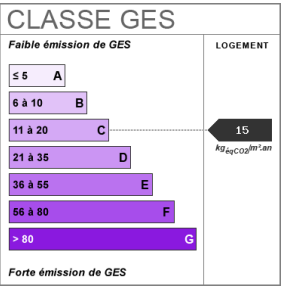 CLASSE GES
Faible émission de GES
LOGEMENT
≤ 5 A
6 à 10 B
11 à 20 C
15
kgéqCO2/m².an
21 à 35 D
36 à 55 E
56 à 80 F
> 80 G
Forte émission de GES